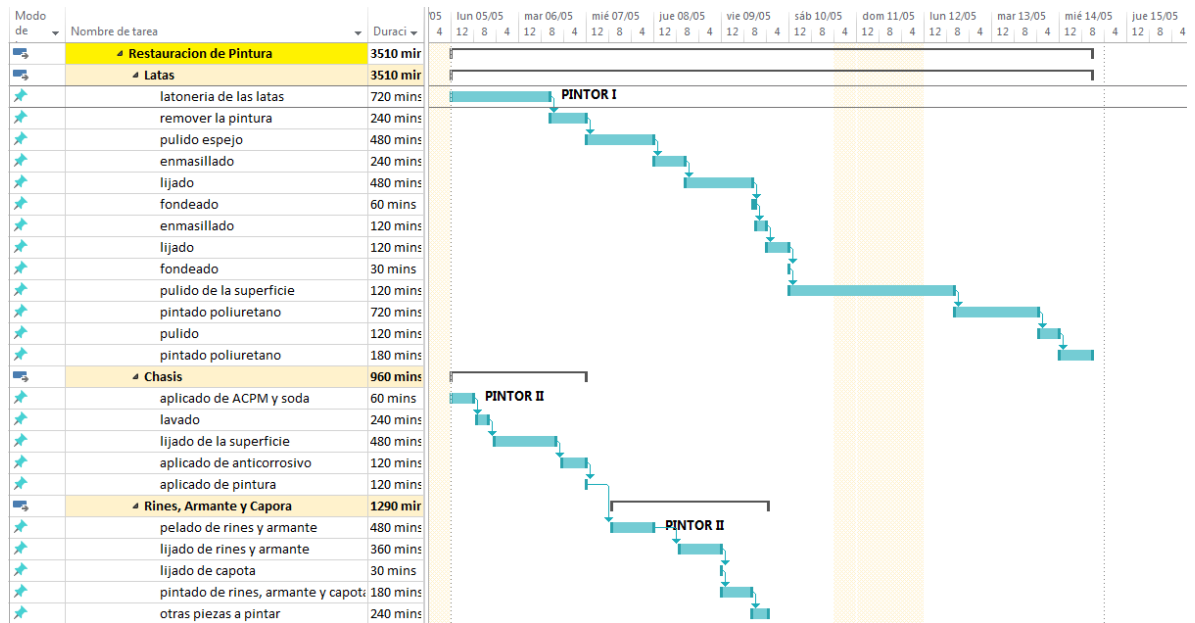 Modo de Nombre de tarea Duraci
'05 lun 05/05 mar 06/05 mié 07/05 jue 08/05 vie 09/05 sáb 10/05 dom 11/05 lun 12/05 mar 13/05 mié 14/05 jue 15/05
4 12 8 4 12 8 4 12 8 4 12 8 4 12 8 4 12 8 4 12 8 4 12 8 4 12 8 4 12 8 4 12 8 4
Restauracion de Pintura 3510 mir
Latas 3510 mir
latoneria de las latas 720 mins PINTOR I
remover la pintura 240 mins
pulido espejo 480 mins
enmasillado 240 mins
lijado 480 mins
fondeado 60 mins
enmasillado 120 mins
lijado 120 mins
fondeado 30 mins
pulido de la superficie 120 mins
pintado poliuretano 720 mins
pulido 120 mins
pintado poliuretano 180 mins
Chasis 960 mins
aplicado de ACPM y soda 60 mins PINTOR II
lavado 240 mins
lijado de la superficie 480 mins
aplicado de anticorrosivo 120 mins
aplicado de pintura 120 mins
Rines, Armante y Capora 1290 mir
pelado de rines y armante 480 mins PINTOR II
lijado de rines y armante 360 mins
lijado de capota 30 mins
pintado de rines, armante y capota 180 mins
otras piezas a pintar 240 mins